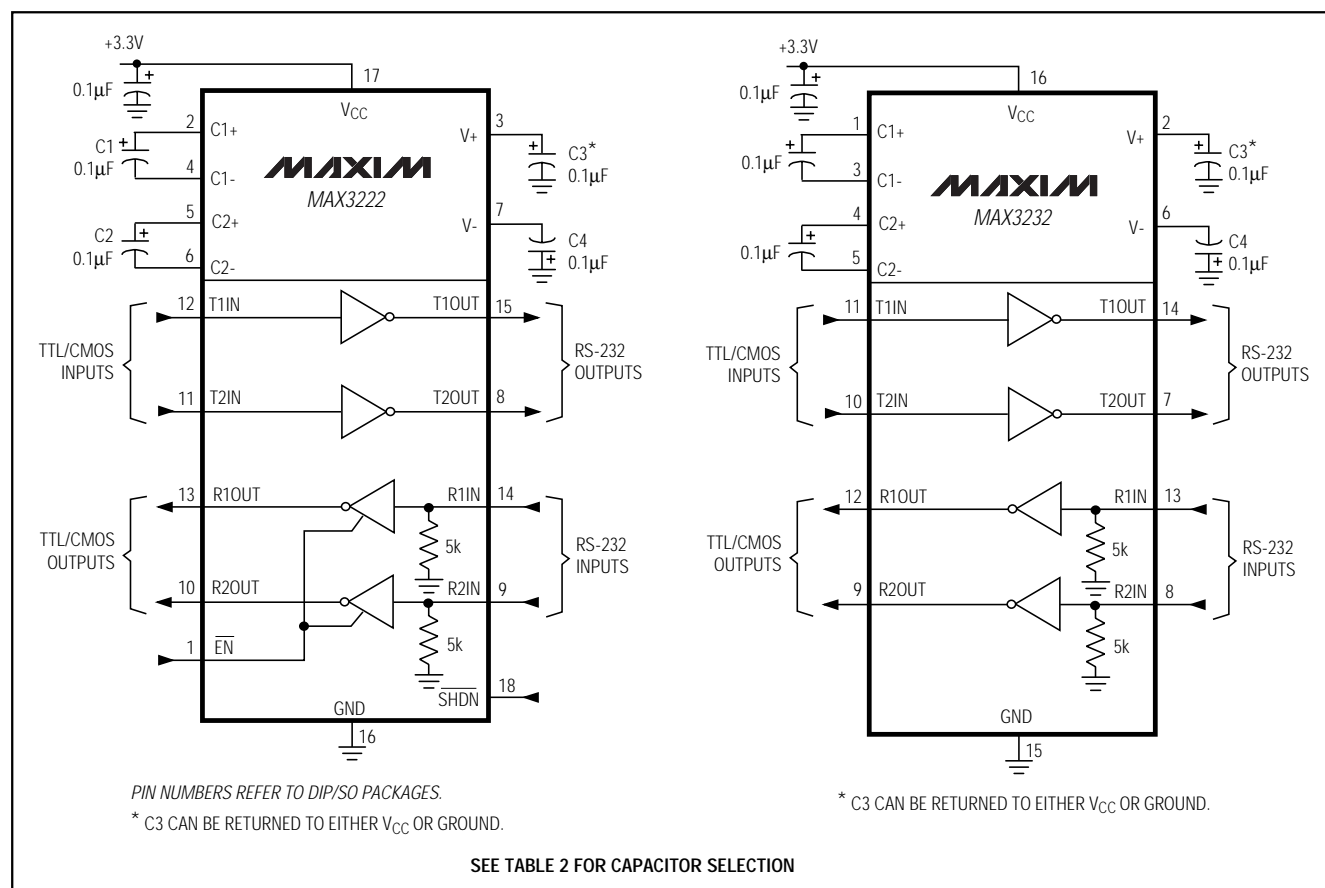 +3.3V
17
0.1µF
VCC
2
C1+
V+
3
C1
0.1µF
4
C1-
C3*
0.1µF
MAXIM
MAX3222
5
C2+
V-
7
C2
0.1µF
6
C2-
C4
0.1µF
12
T1IN
T1OUT
15
TTL/CMOS
INPUTS
RS-232
OUTPUTS
11
T2IN
T2OUT
8
13
R1OUT
R1IN
14
5k
TTL/CMOS
OUTPUTS
RS-232
INPUTS
10
R2OUT
R2IN
9
5k
1
EN
18
SHDN
GND
16
PIN NUMBERS REFER TO DIP/SO PACKAGES.
* C3 CAN BE RETURNED TO EITHER VCC OR GROUND.
+3.3V
16
0.1µF
VCC
1
C1+
V+
2
0.1µF
3
C1-
C3*
0.1µF
MAXIM
MAX3232
4
C2+
V-
6
0.1µF
5
C2-
C4
0.1µF
11
T1IN
T1OUT
14
TTL/CMOS
INPUTS
RS-232
OUTPUTS
10
T2IN
T2OUT
7
12
R1OUT
R1IN
13
5k
TTL/CMOS
OUTPUTS
RS-232
INPUTS
9
R2OUT
R2IN
8
5k
GND
15
* C3 CAN BE RETURNED TO EITHER VCC OR GROUND.
SEE TABLE 2 FOR CAPACITOR SELECTION